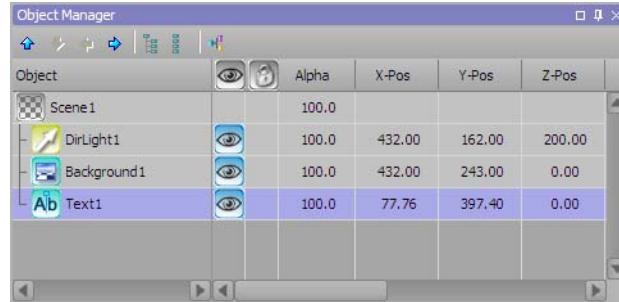 Object Manager
Object Alpha X-Pos Y-Pos Z-Pos
Scene1 100.0
DirLight1 100.0 432.00 162.00 200.00
Background1 100.0 432.00 243.00 0.00
Ab Text1 100.0 77.76 397.40 0.00